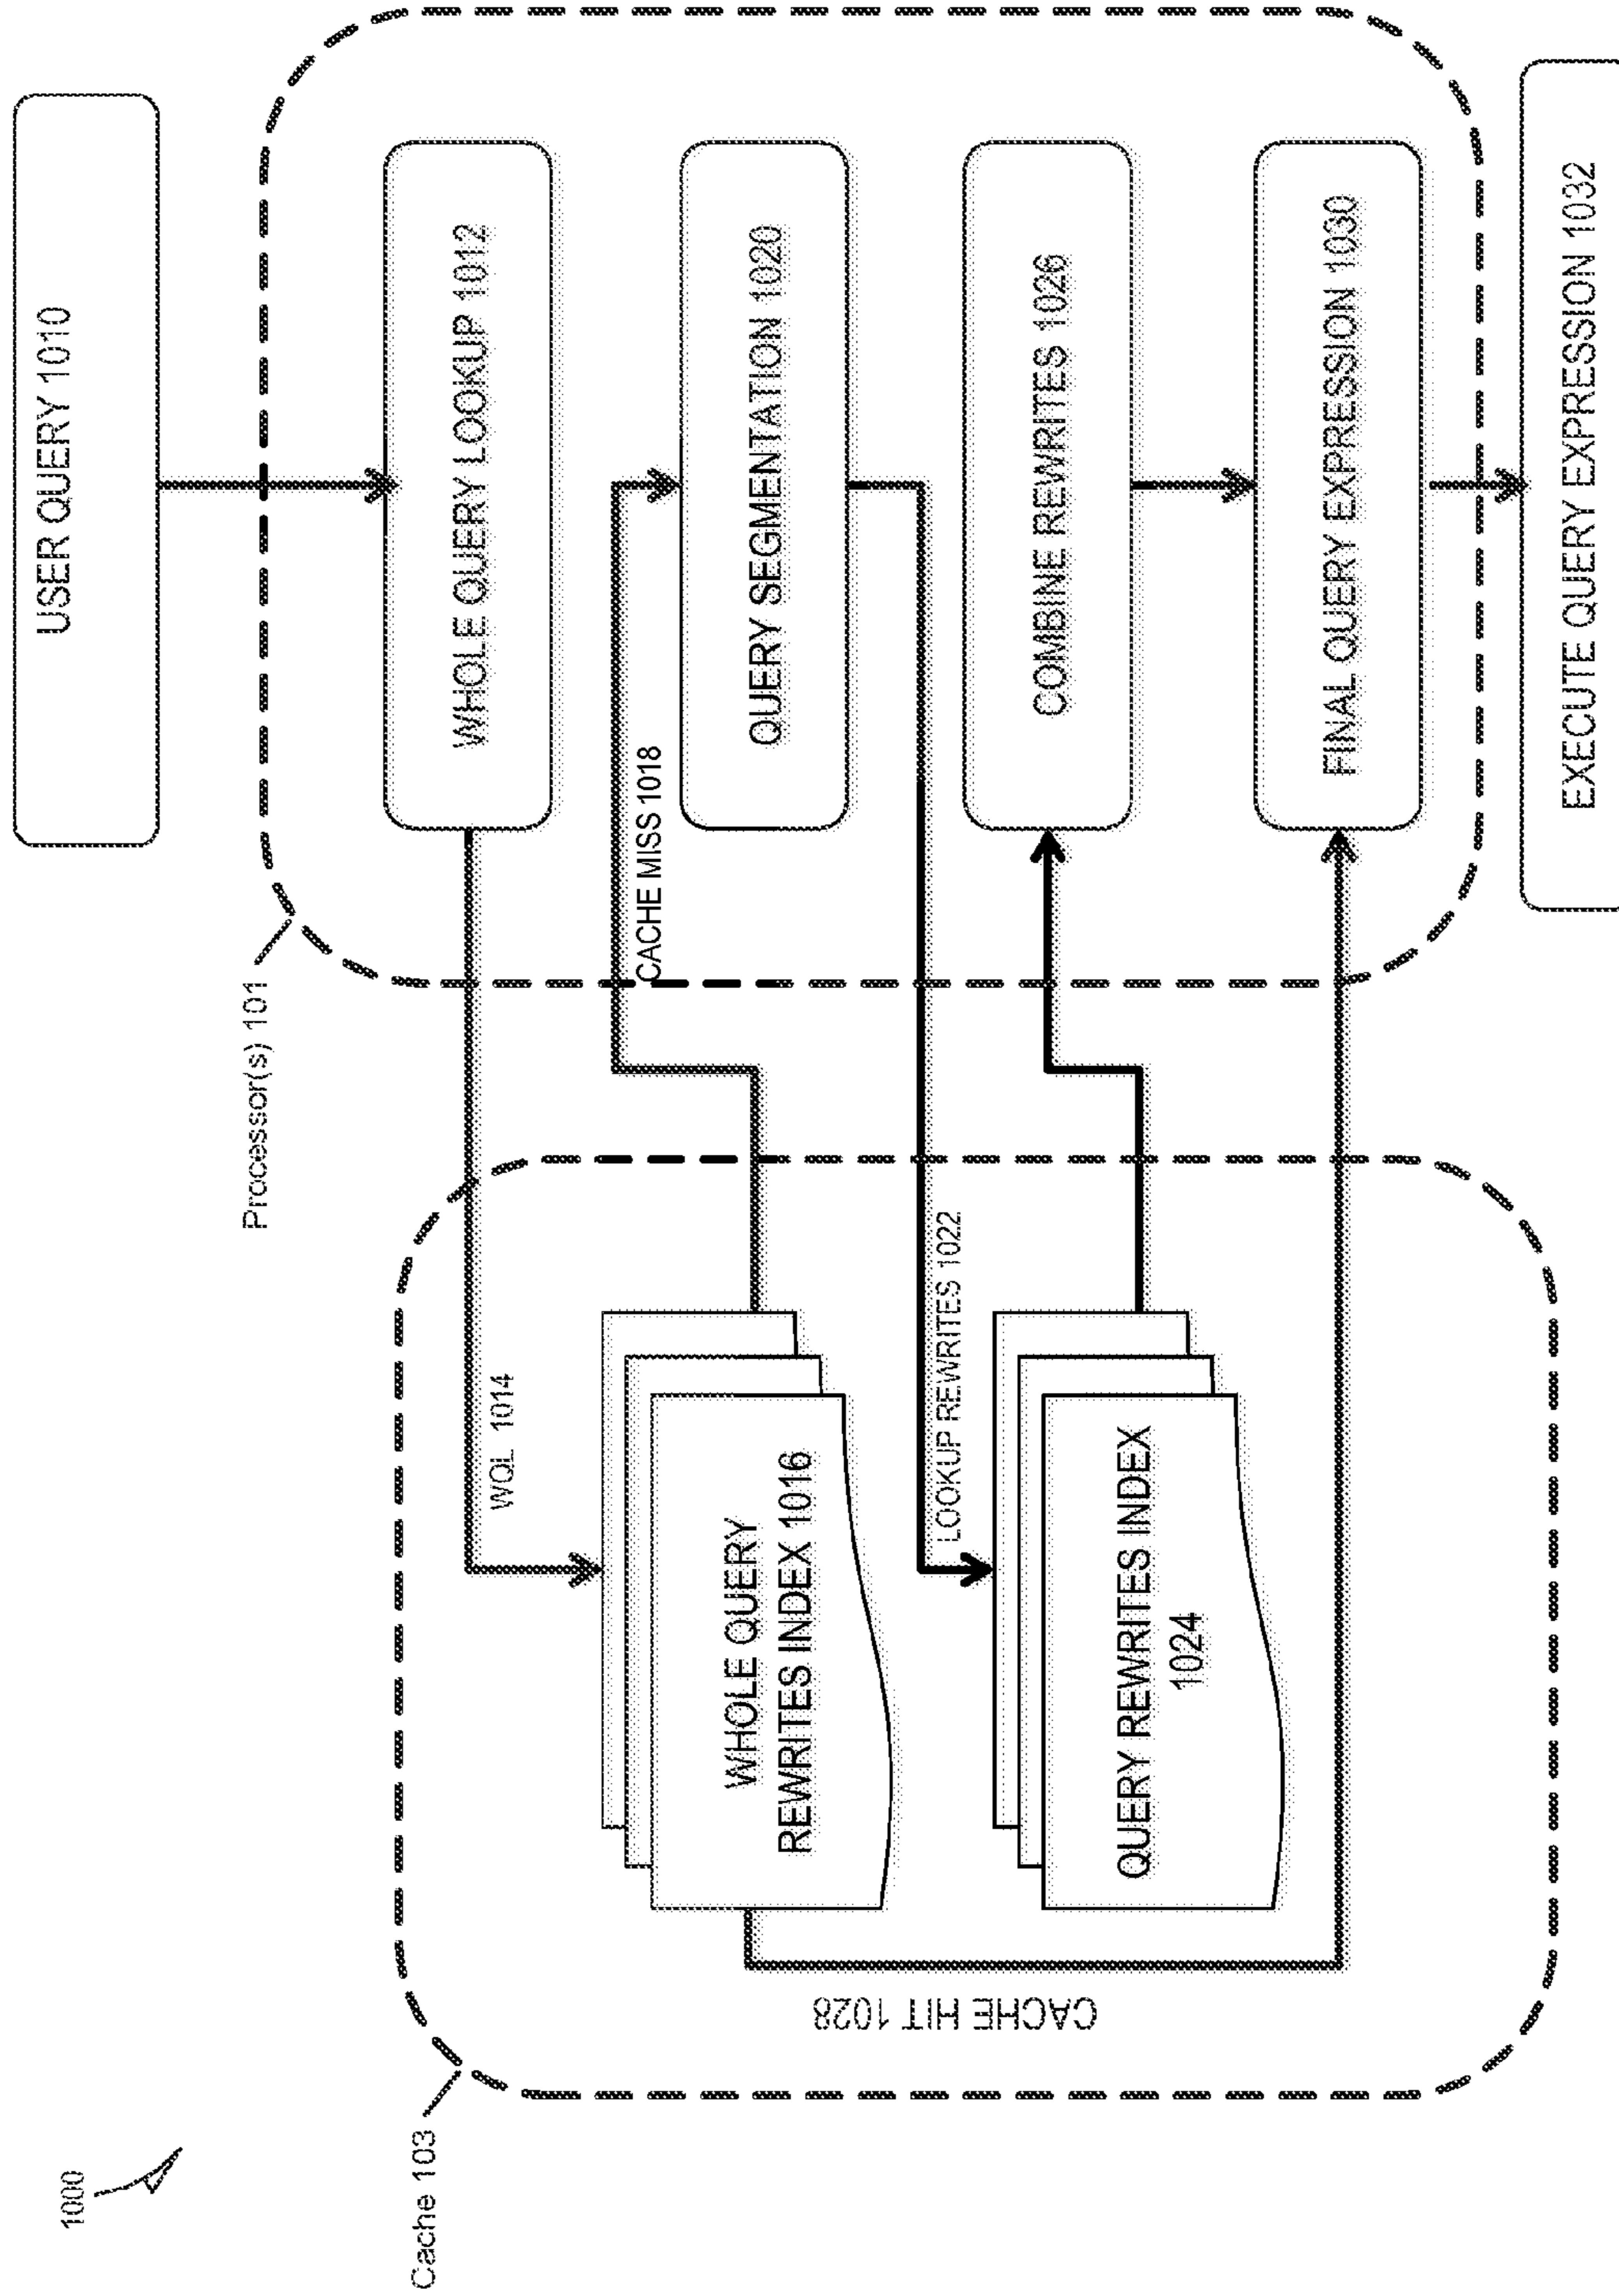 1000
USER QUERY 1010
Processor(s) 101
Cache 103
WHOLE QUERY LOOKUP 1012
WQL 1014
WHOLE QUERY
REWRITES INDEX 1016
CACHE MISS 1018
QUERY SEGMENTATION 1020
LOOKUP REWRITES 1022
QUERY REWRITES INDEX
1024
COMBINE REWRITES 1026
CACHE HIT 1028
FINAL QUERY EXPRESSION 1030
EXECUTE QUERY EXPRESSION 1032